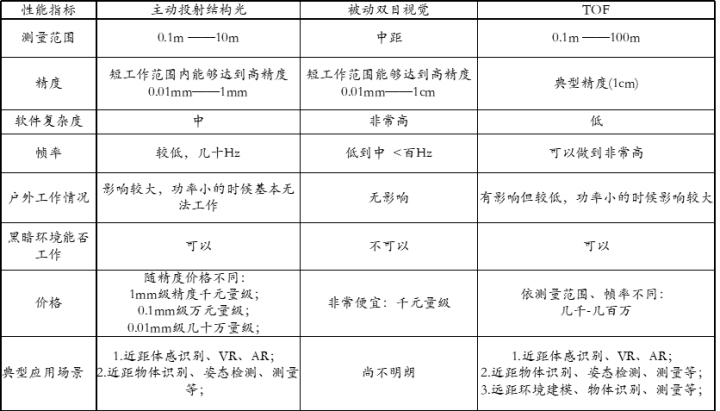 性能指标 主动投射结构光 被动双目视觉 TOF
测量范围 0.1m ——10m 中距 0.1m ——100m
精度 短工作范围内能够达到高精度 0.01mm——1mm 短工作范围能够达到高精度 0.01mm——1cm 典型精度(1cm)
软件复杂度 中 非常高 低
帧率 较低，几十Hz 低到中 <百Hz 可以做到非常高
户外工作情况 影响较大，功率小的时候基本无法工作 无影响 有影响但较低，功率小的时候影响较大
黑暗环境能否工作 可以 不可以 可以
价格 随精度价格不同：
1mm级精度千元量级；
0.1mm级万元量级；
0.01mm级几十万量级；
非常便宜：千元量级
依测量范围、帧率不同：
几千-几百万
典型应用场景
1.近距体感识别、VR、AR；
2.近距物体识别、姿态检测、测量等；
尚不明朗
1.近距体感识别、VR、AR；
2.近距物体识别、姿态检测、测量等；
3.远距环境建模、物体识别、测量等；